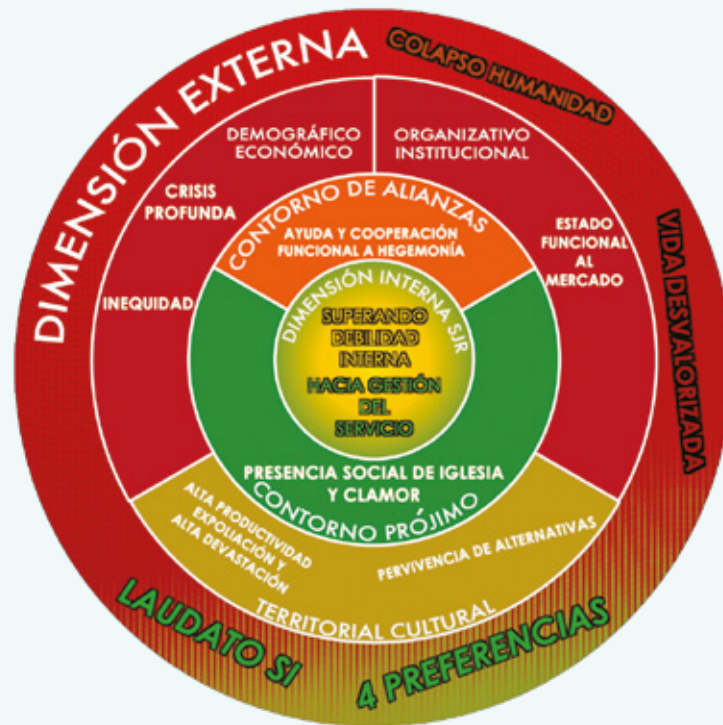 DIMENSIÓN EXTERNA
COLAPSO HUMANIDAD
VIDA DESVALORIZADA
DEMOGRÁFICO
ECONÓMICO
ORGANIZATIVO
INSTITUCIONAL
CRISIS
PROFUNDA
INEQUIDAD
ESTADO
FUNCIONAL
AL
MERCADO
CONTORNO DE ALIANZAS
AYUDA Y COOPERACIÓN
FUNCIONAL A HEGEMONÍA
DIMENSIÓN INTERNA SJR
SUPERANDO
DEBILIDAD
INTERNA
HACIA GESTIÓN
DEL
SERVICIO
PRESENCIA SOCIAL DE IGLESIA
Y CLAMOR
CONTORNO PRÓJIMO
ALTA PRODUCTIVIDAD
EXPOLIACIÓN Y
ALTA DEVASTACIÓN
PERVIVENCIA DE ALTERNATIVAS
TERRITORIAL CULTURAL
LAUDATO SI
4 PREFERENCIAS